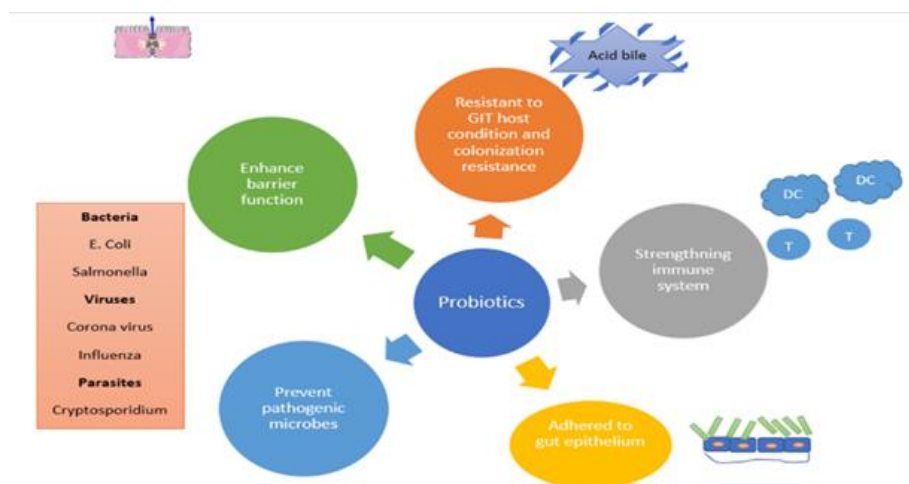 Acid bile
Resistant to
GIT host
condition and
colonization
resistance
Enhance
barrier
function
DC
DC
T
T
Strengthning
immune
system
Bacteria
E. Coli
Salmonella
Viruses
Corona virus
Influenza
Parasites
Cryptosporidium
Probiotics
Prevent
pathogenic
microbes
Adhered to
gut epithelium